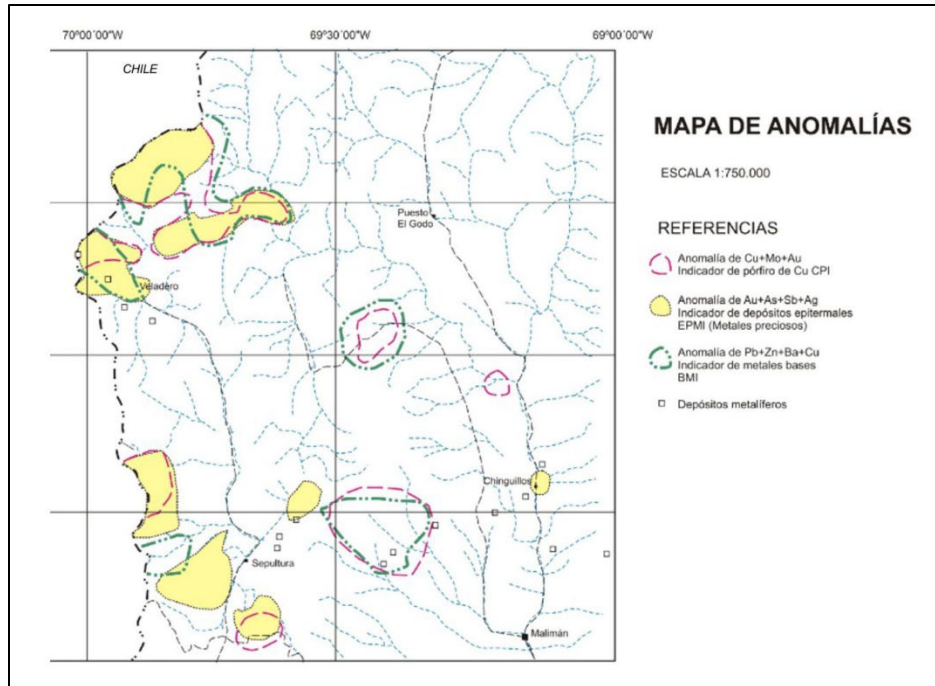 70°00´00"W
69°30´00"W
69°00´00"W
CHILE
MAPA DE ANOMALÍAS
ESCALA 1:750.000
REFERENCIAS
Anomalía de Cu+Mo+Au
Indicador de pórfiro de Cu CPI
Anomalía de Au+As+Sb+Ag
Indicador de depósitos epitermales
EPMI (Metales preciosos)
Anomalía de Pb+Zn+Ba+Cu
Indicador de metales bases
BMI
Depósitos metalíferos
Puesto
El Godo
Veladero
Chinguillos
Sepultura
Malimán